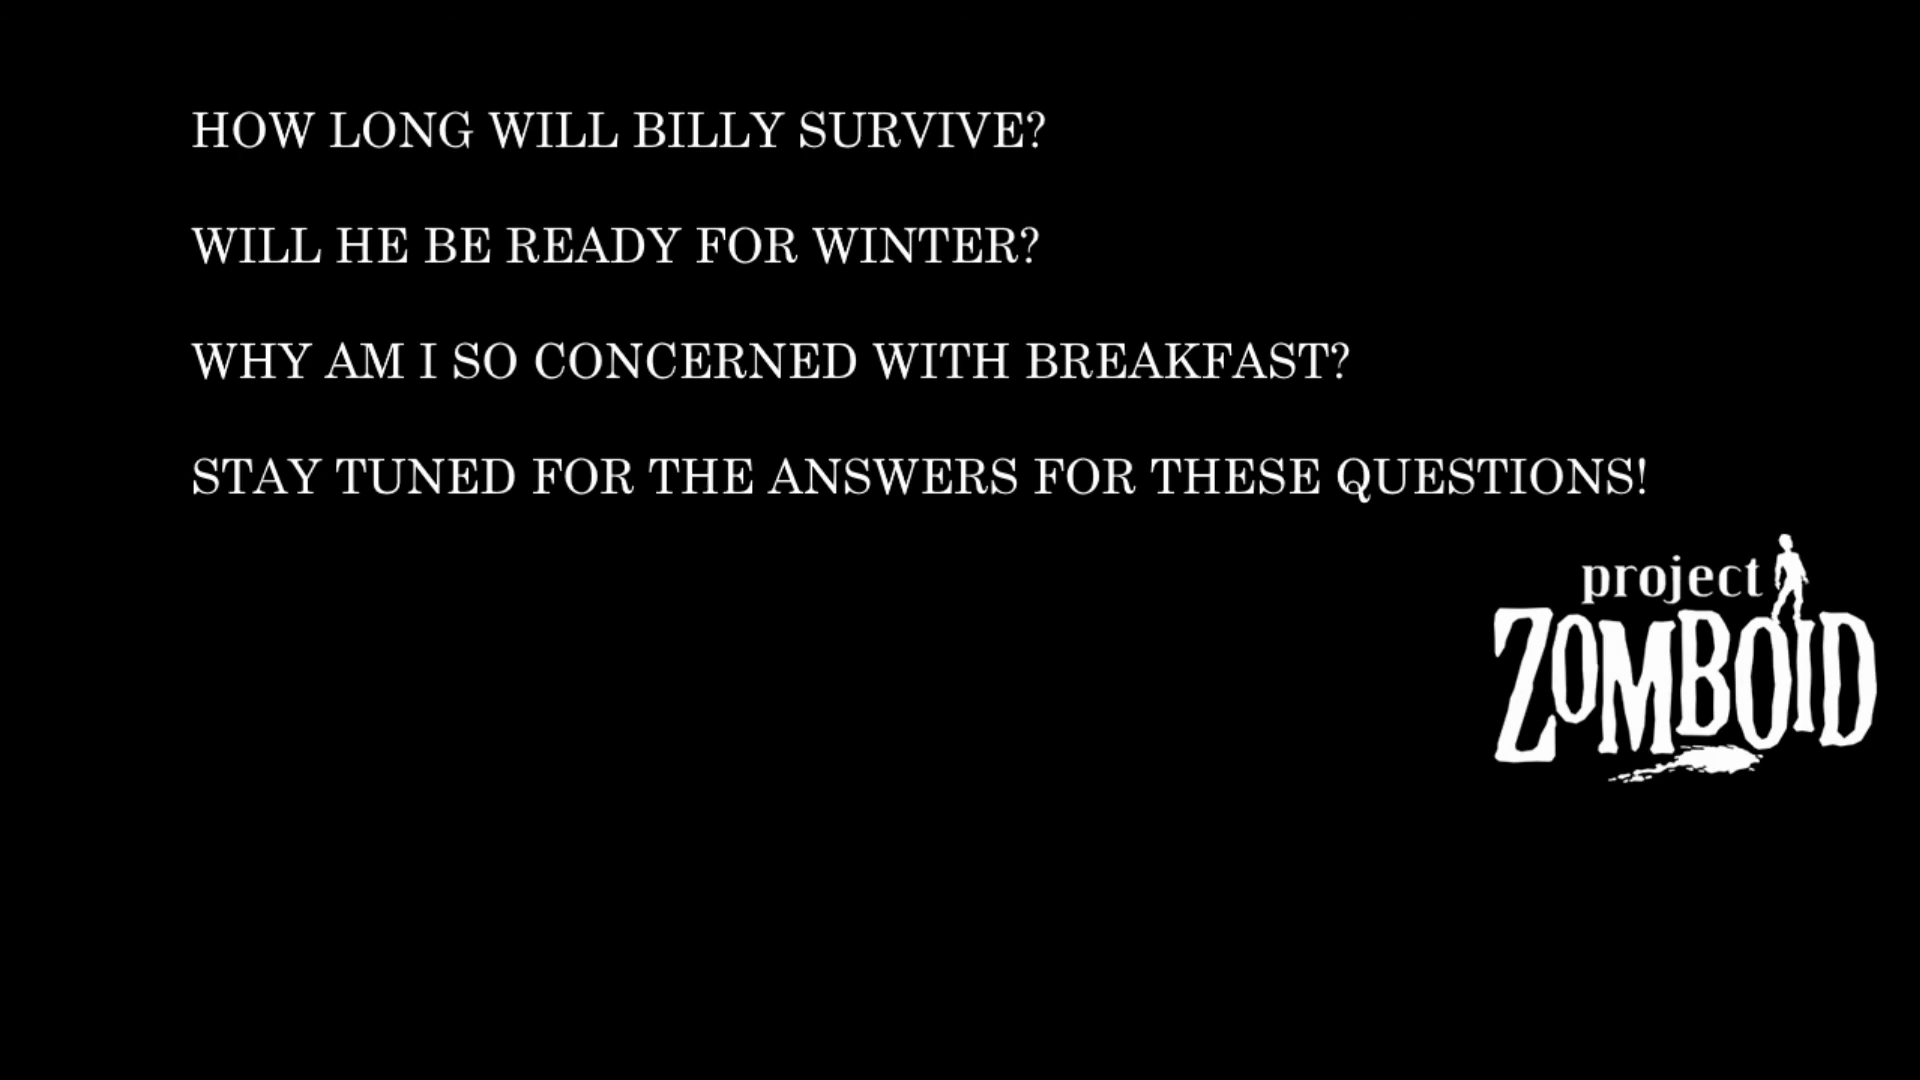 HOW LONG WILL BILLY SURVIVE?
WILL HE BE READY FOR WINTER?
WHY AM I SO CONCERNED WITH BREAKFAST?
STAY TUNED FOR THE ANSWERS FOR THESE QUESTIONS!
project
ZOMBOID